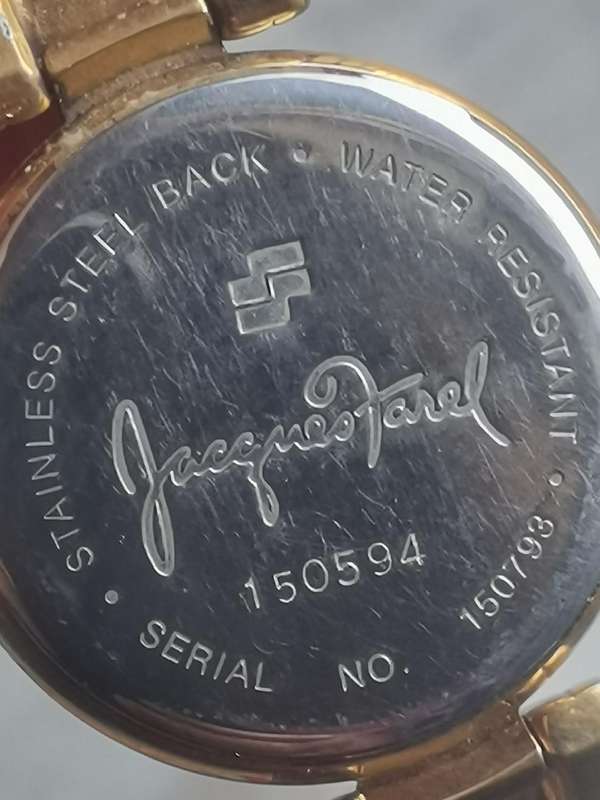 STAINLESS STEEL BACK • WATER RESISTANT •
Jacques Farel
150594
SERIAL NO. 150793 •